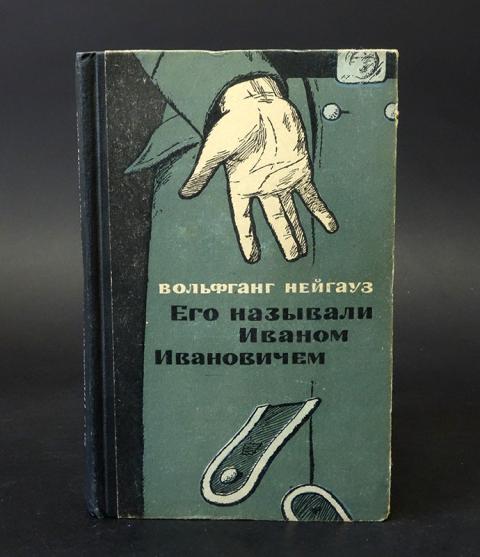 ВОЛЬФГАНГ НЕЙГАУЗ
Его называли
Иваном
Ивановичем